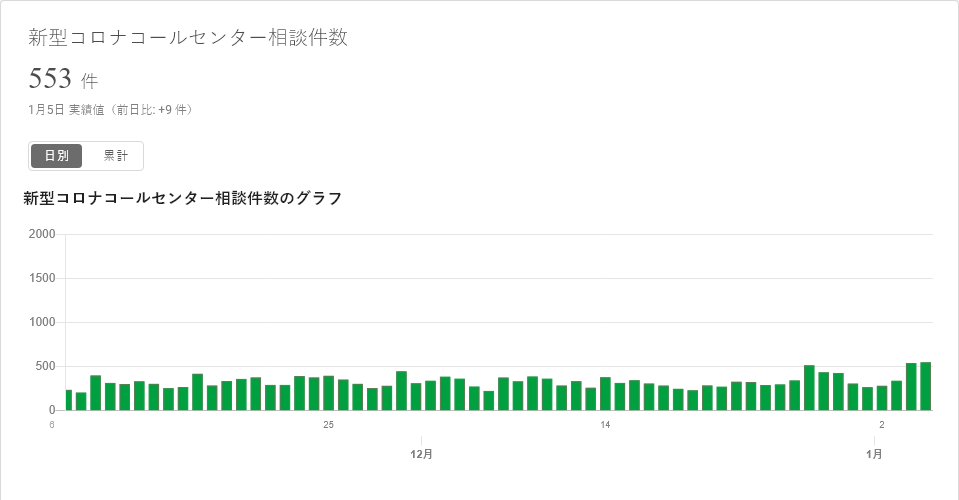 新型コロナコールセンター相談件数
553 件
1月5日 実績値（前日比: +9 件）
日別 累計
新型コロナコールセンター相談件数のグラフ
2000
1500
1000
500
0
6 25 14 2
12月 1月